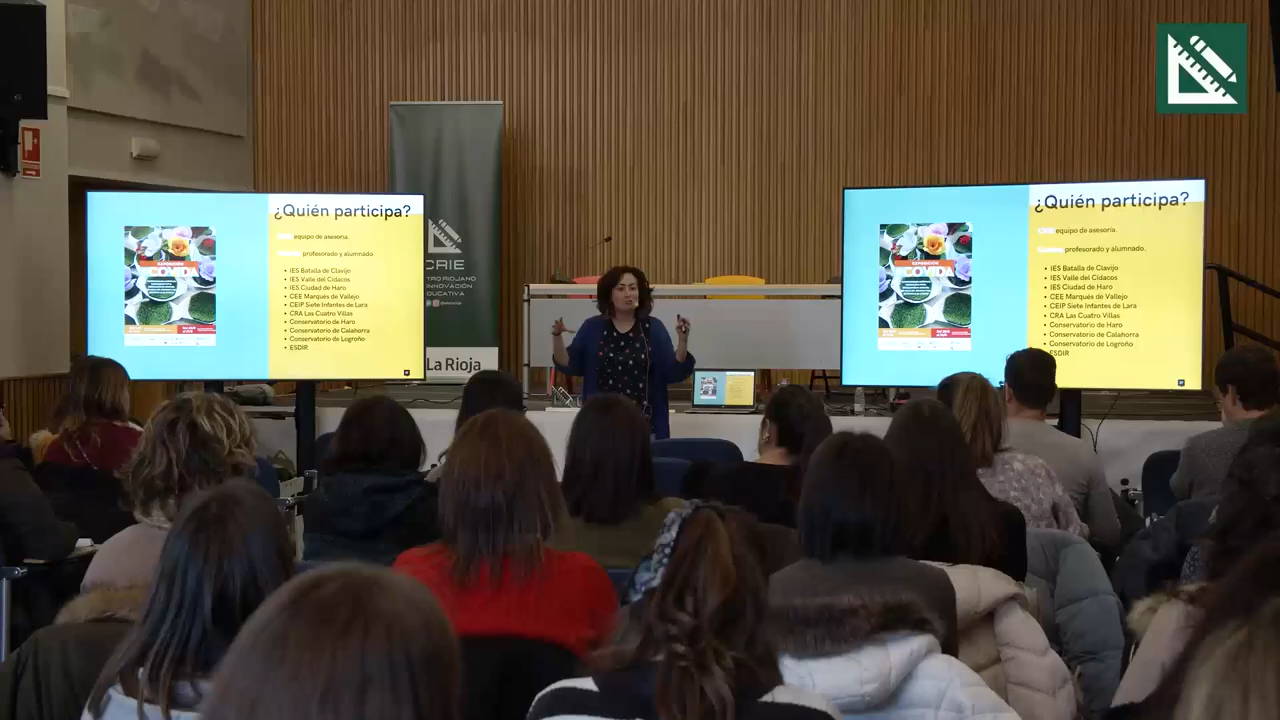 ¿Quién participa?
equipo de asesoría.
profesorado y alumnado.
• IES Batalla de Clavijo
• IES Valle del Cidacos
• IES Ciudad de Haro
• CEE Marqués de Vallejo
• CEIP Siete Infantes de Lara
• CRA Las Cuatro Villas
• Conservatorio de Haro
• Conservatorio de Calahorra
• Conservatorio de Logroño
• ESDIR
EXPOSICIÓN
CRIE
INNOVACIÓN
La Rioja
¿Quién participa?
equipo de asesoría.
profesorado y alumnado.
• IES Batalla de Clavijo
• IES Valle del Cidacos
• IES Ciudad de Haro
• CEE Marqués de Vallejo
• CEIP Siete Infantes de Lara
• CRA Las Cuatro Villas
• Conservatorio de Haro
• Conservatorio de Calahorra
• Conservatorio de Logroño
ESDIR